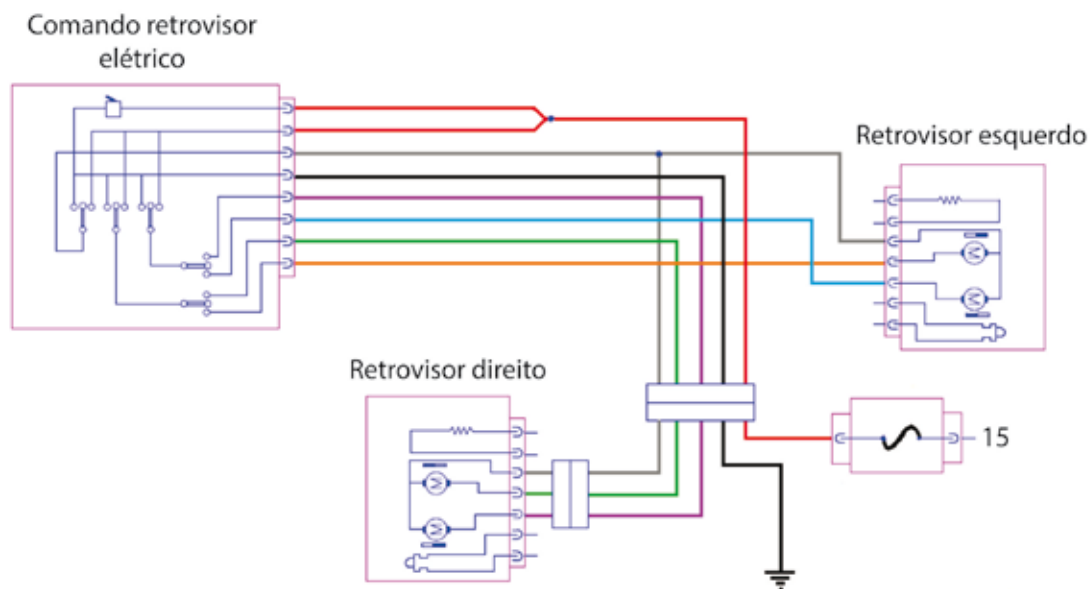 Comando retrovisor
elétrico
Retrovisor esquerdo
M
M
Retrovisor direito
M
M
15